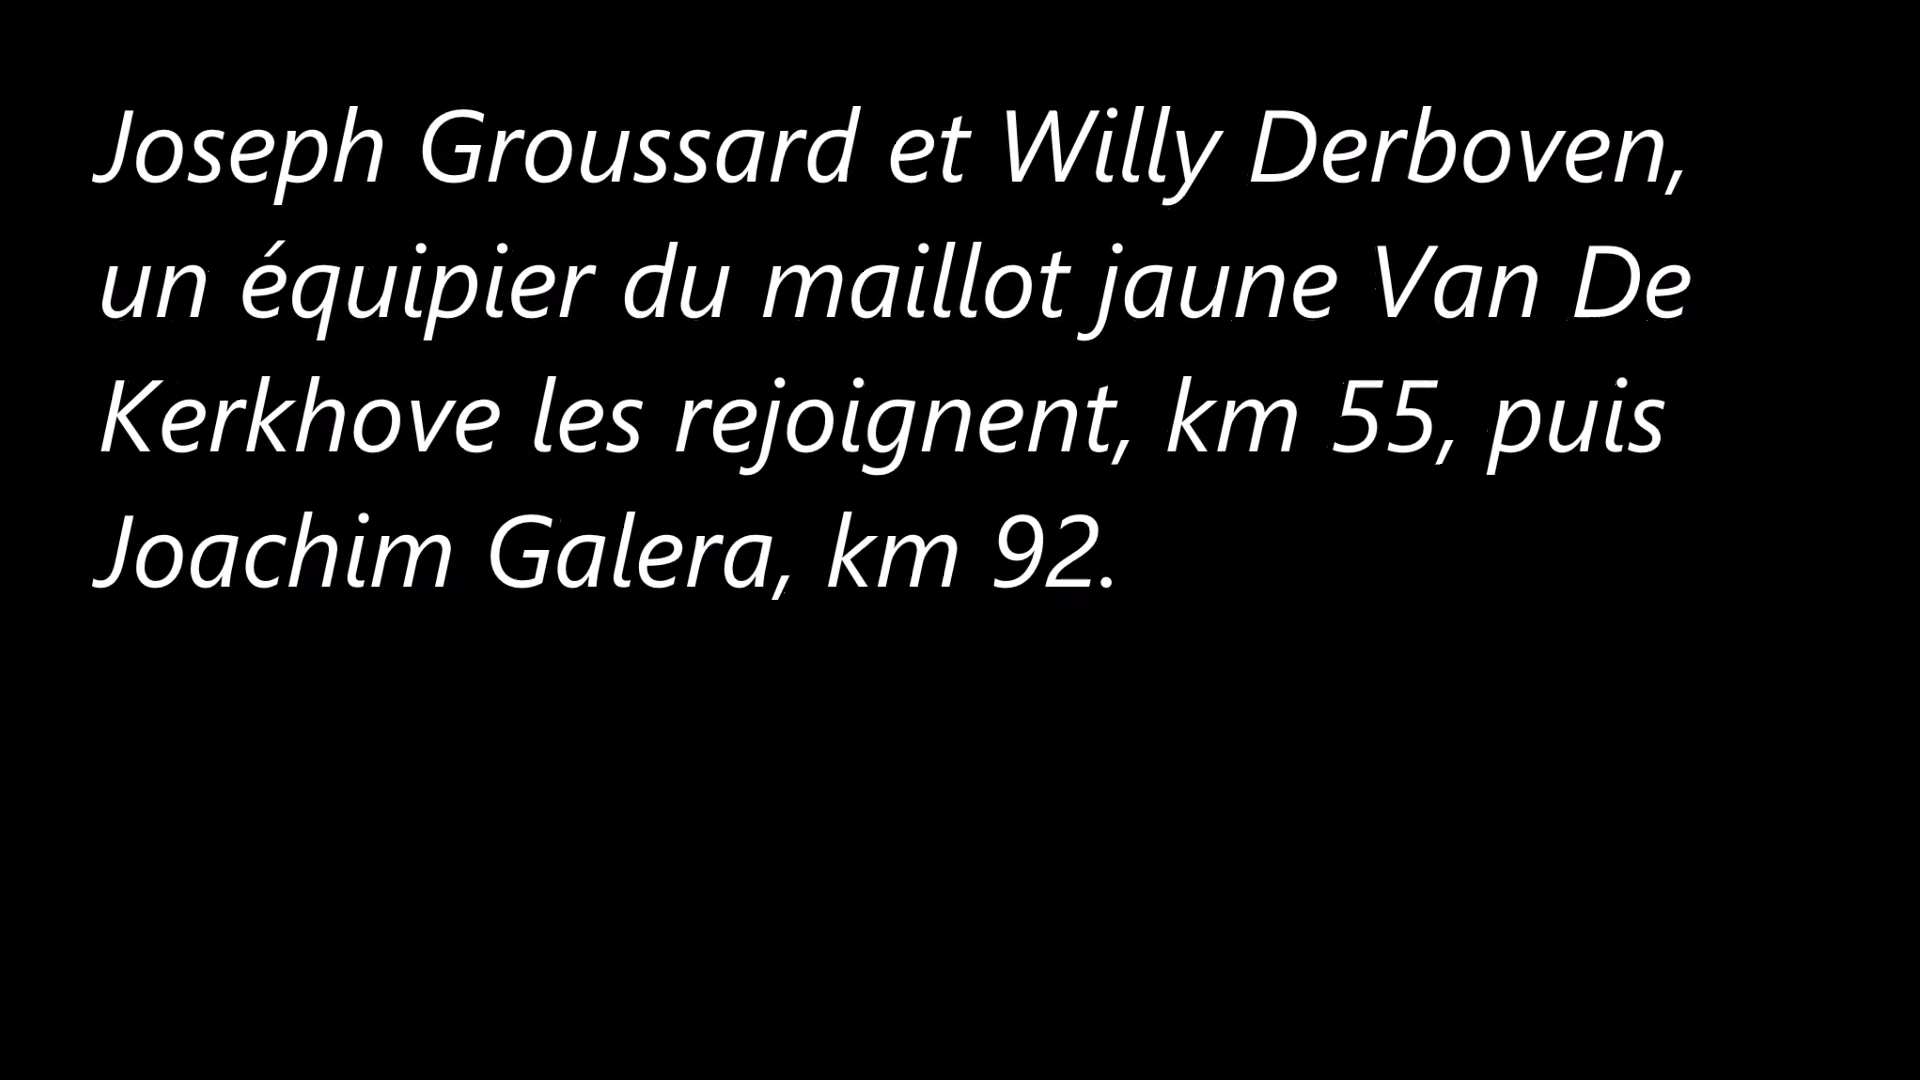 Joseph Groussard et Willy Derboven,
un équipier du maillot jaune Van De
Kerkhove les rejoignent, km 55, puis
Joachim Galera, km 92.